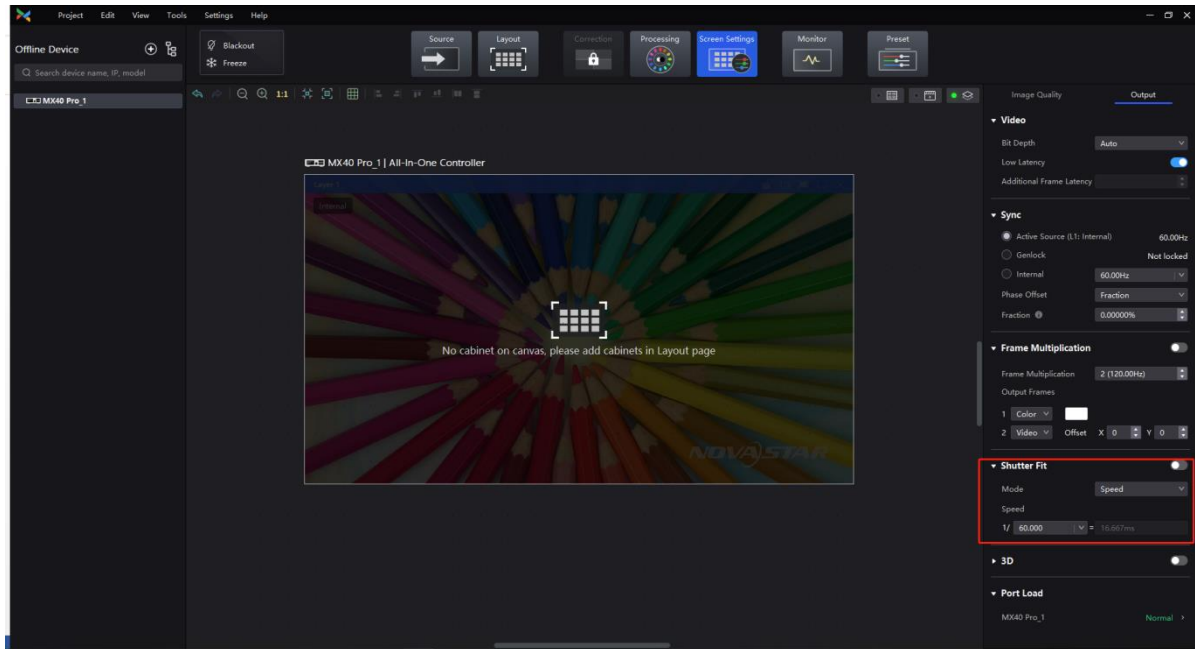 Project Edit View Tools Settings Help
Offline Device
Search device name, IP, model
MX40 Pro_1
Blackout
Freeze
Source
Layout
Correction
Processing
Screen Settings
Monitor
Preset
1:1
MX40 Pro_1 | All-In-One Controller
Layer 1
Internal
No cabinet on canvas, please add cabinets in Layout page
NOVASTAR
Image Quality Output
Video
Bit Depth Auto
Low Latency
Additional Frame Latency
Sync
Active Source (L1: Internal) 60.00Hz
Genlock Not locked
Internal 60.00Hz
Phase Offset Fraction
Fraction 0.00000%
Frame Multiplication
Frame Multiplication 2 (120.00Hz)
Output Frames
1 Color
2 Video Offset X 0 Y 0
Shutter Fit
Mode Speed
Speed
1/ 60.000 = 16.667ms
3D
Port Load
MX40 Pro_1 Normal